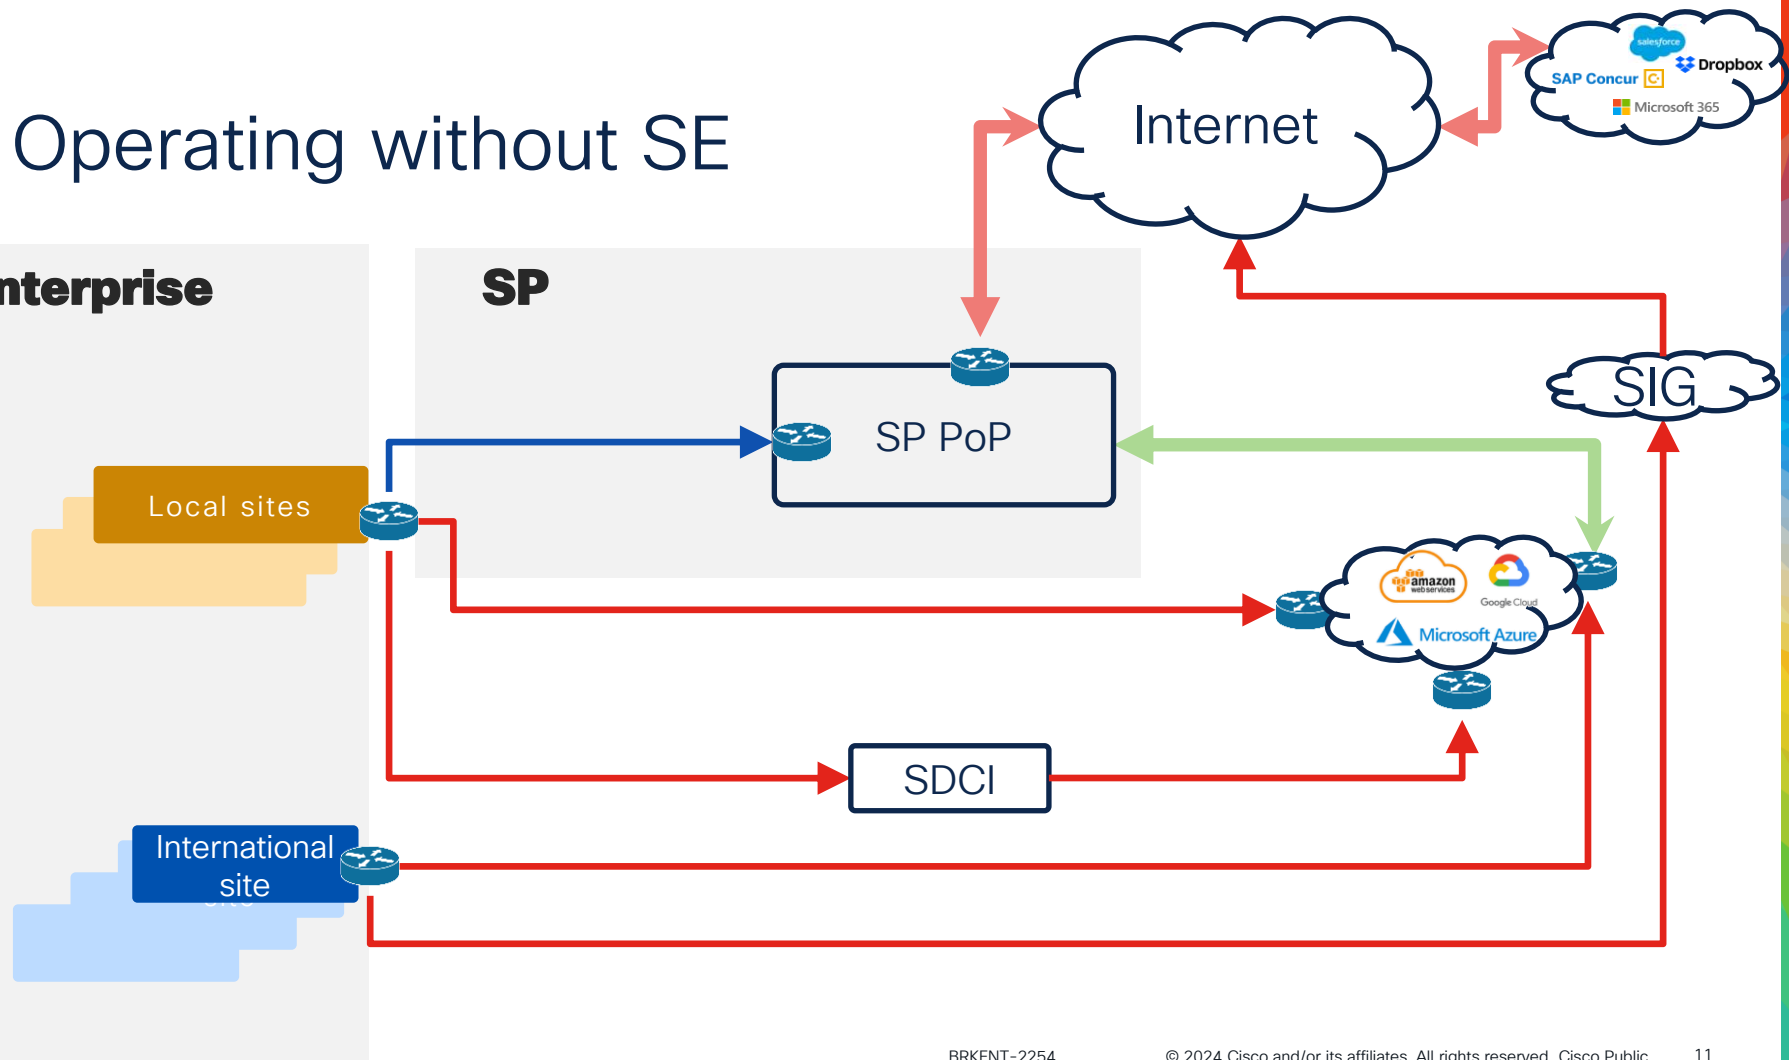 Operating without SE
nterprise
SP
Internet
salesforce
Dropbox
SAP Concur
Microsoft 365
SIG
SP PoP
Local sites
amazon
webservices
Google Cloud
Microsoft Azure
SDCI
International
site
site
BRKENT-2254
© 2024 Cisco and/or its affiliates. All rights reserved. Cisco Public
11